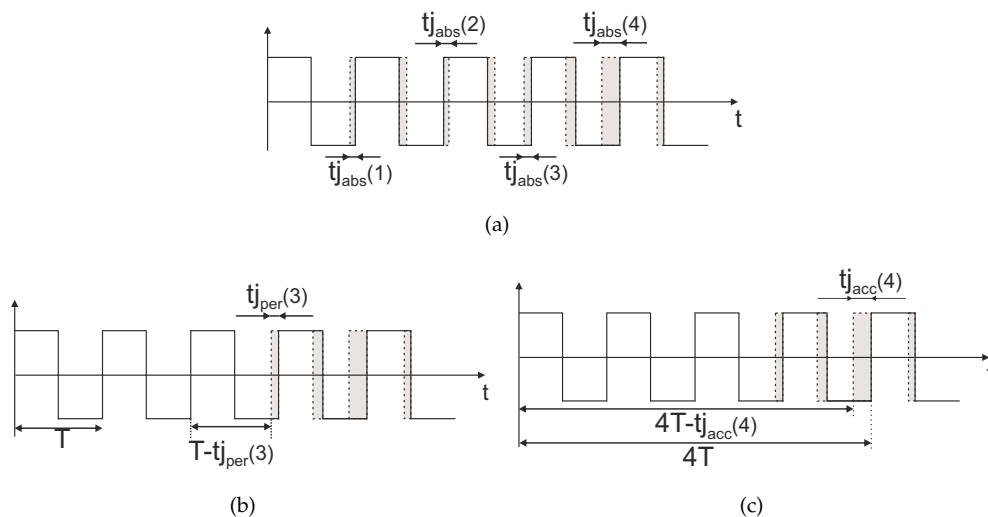 tj_abs(2)
tj_abs(4)
t
tj_abs(1)
tj_abs(3)
(a)
tj_per(3)
t
T
T-tj_per(3)
(b)
tj_acc(4)
4T-tj_acc(4)
4T
(c)